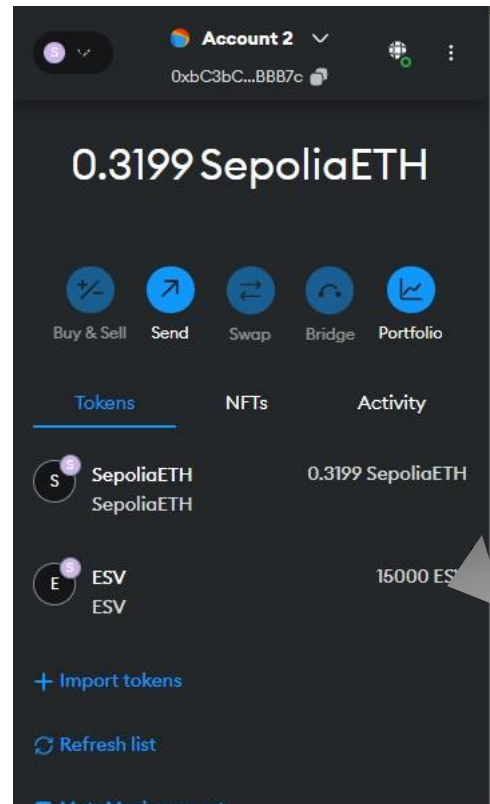 S
Account 2
0xbC3bC...BBB7c
0.3199 SepoliaETH
Buy & Sell Send Swap Bridge Portfolio
Tokens NFTs Activity
S S SepoliaETH 0.3199 SepoliaETH
SepoliaETH
E S ESV 15000
ESV
+ Import tokens
Refresh list